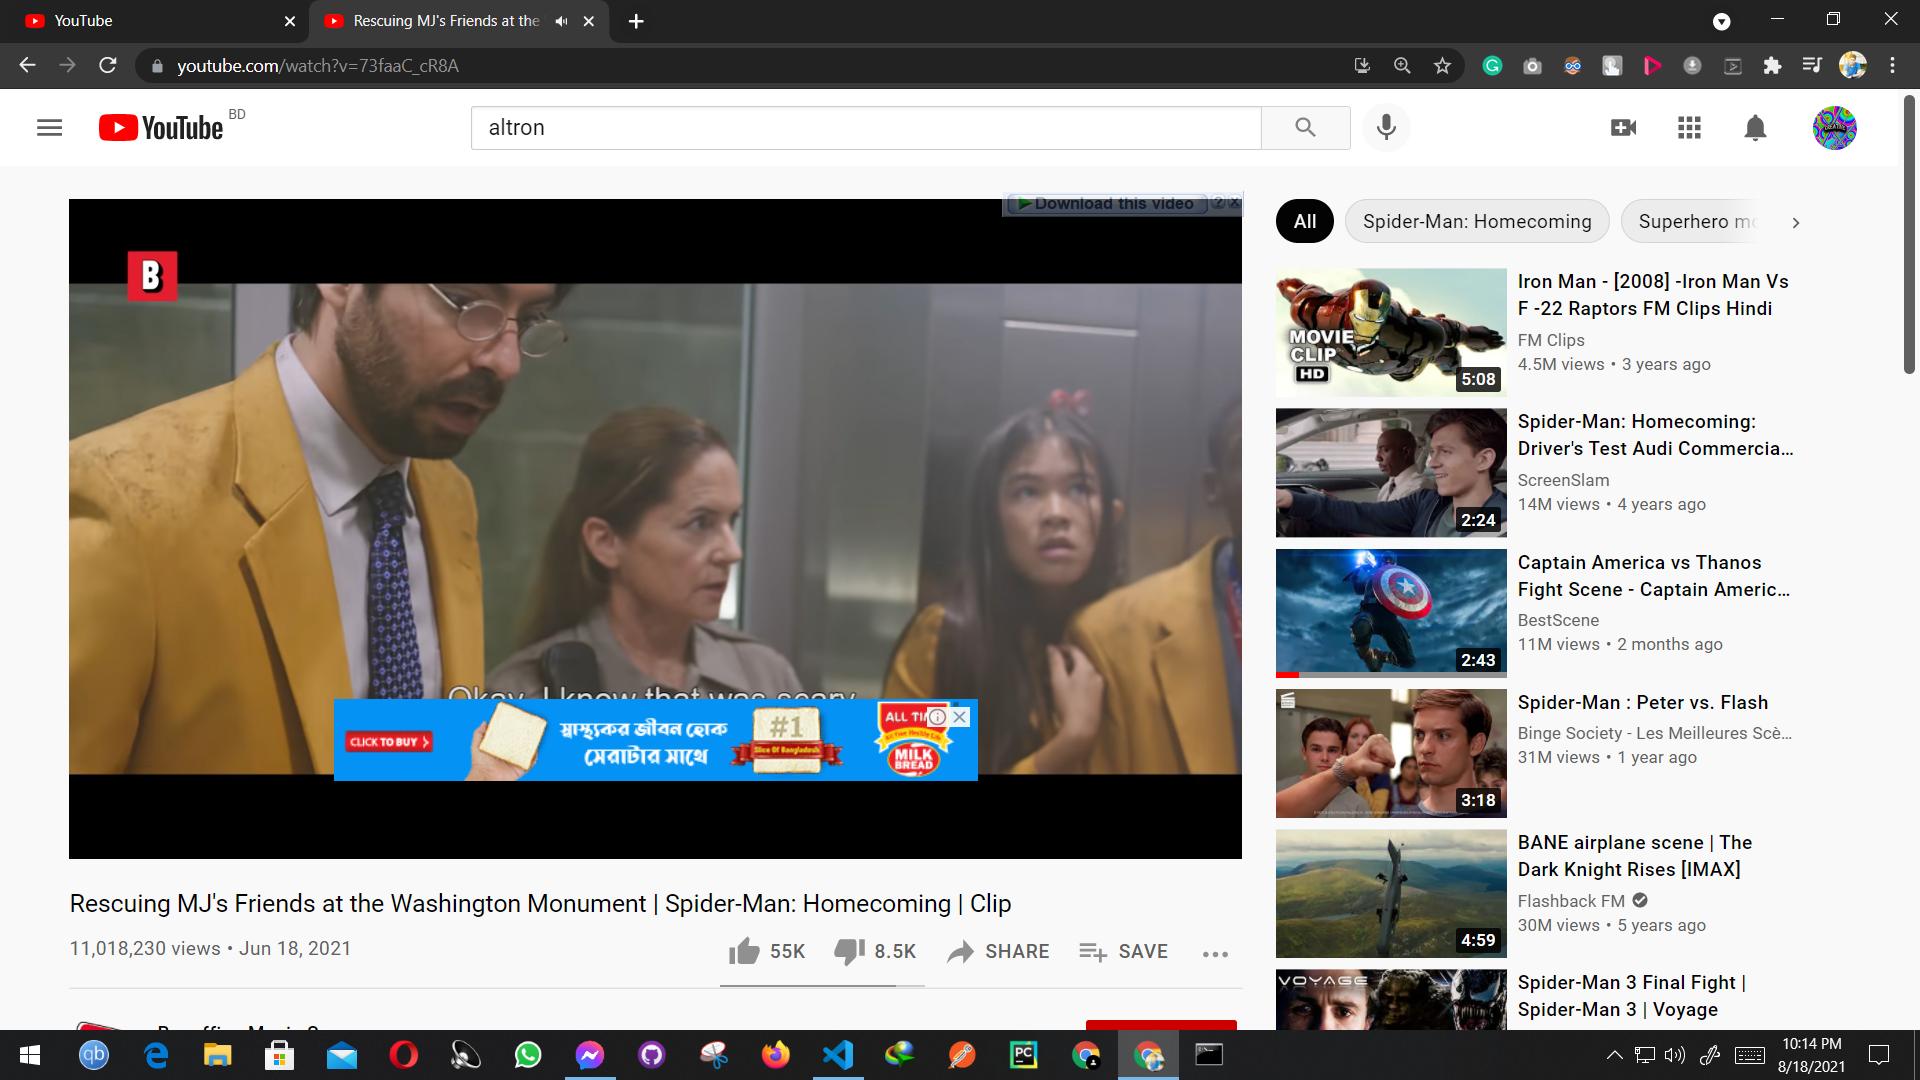 YouTube
Rescuing MJ's Friends at the
youtube.com/watch?v=73faaC_cR8A
YouTube BD
altron
Download this video
B
Okay, I know that was scary
CLICK TO BUY
স্বাস্থ্যকর জীবন হোক
সেরাটার সাথে
#1
Slice Of Bangladesh
MILK
BREAD
Rescuing MJ's Friends at the Washington Monument | Spider-Man: Homecoming | Clip
11,018,230 views • Jun 18, 2021
55K
8.5K
SHARE
SAVE
All
Spider-Man: Homecoming
Superhero
MOVIE
CLIP
HD
5:08
Iron Man - [2008] -Iron Man Vs
F -22 Raptors FM Clips Hindi
FM Clips
4.5M views • 3 years ago
2:24
Spider-Man: Homecoming:
Driver's Test Audi Commercia...
ScreenSlam
14M views • 4 years ago
2:43
Captain America vs Thanos
Fight Scene - Captain Americ...
BestScene
11M views • 2 months ago
3:18
Spider-Man : Peter vs. Flash
Binge Society - Les Meilleures Scè...
31M views • 1 year ago
4:59
BANE airplane scene | The
Dark Knight Rises [IMAX]
Flashback FM
30M views • 5 years ago
VOYAGE
Spider-Man 3 Final Fight |
Spider-Man 3 | Voyage
qb
PC
10:14 PM
8/18/2021